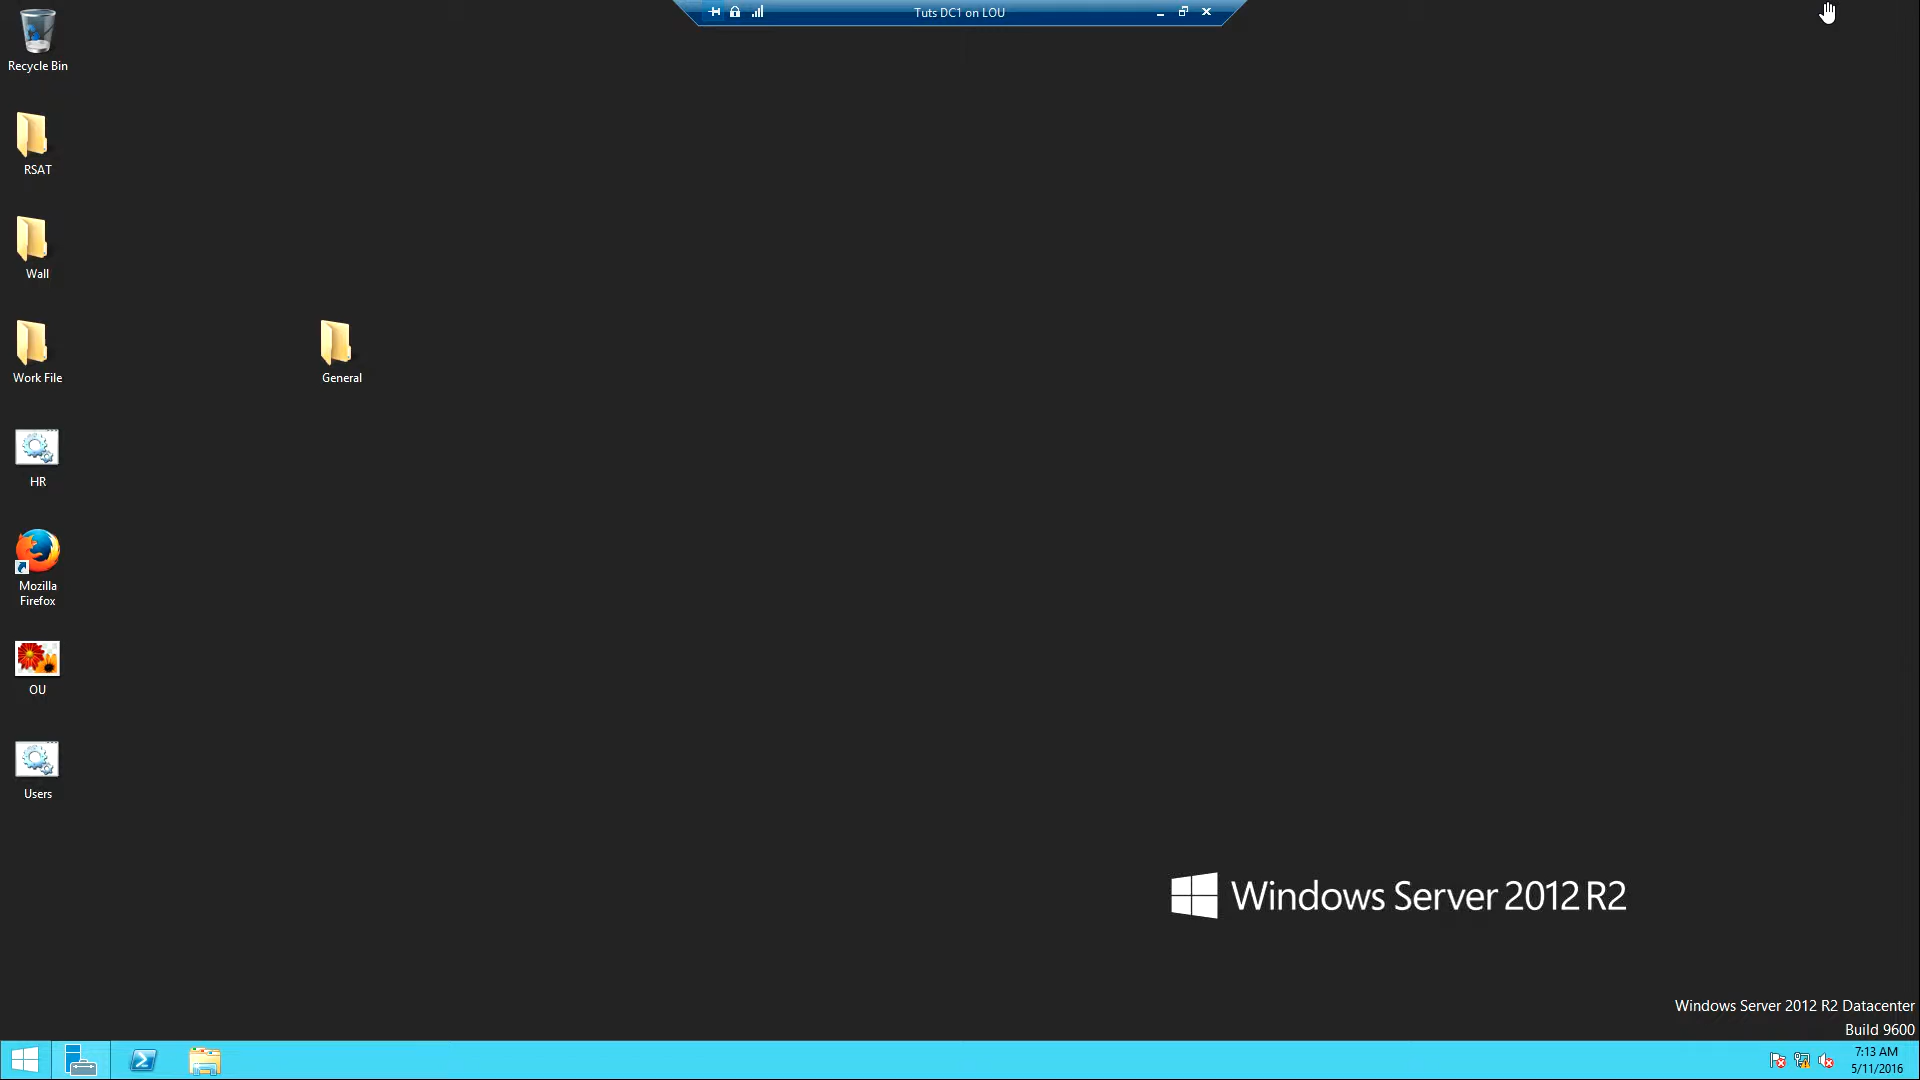 Tuts DC1 on LOU
Recycle Bin
RSAT
Wall
Work File
General
HR
Mozilla
Firefox
OU
Users
Windows Server 2012 R2
Windows Server 2012 R2 Datacenter
Build 9600
7:13 AM
5/11/2016